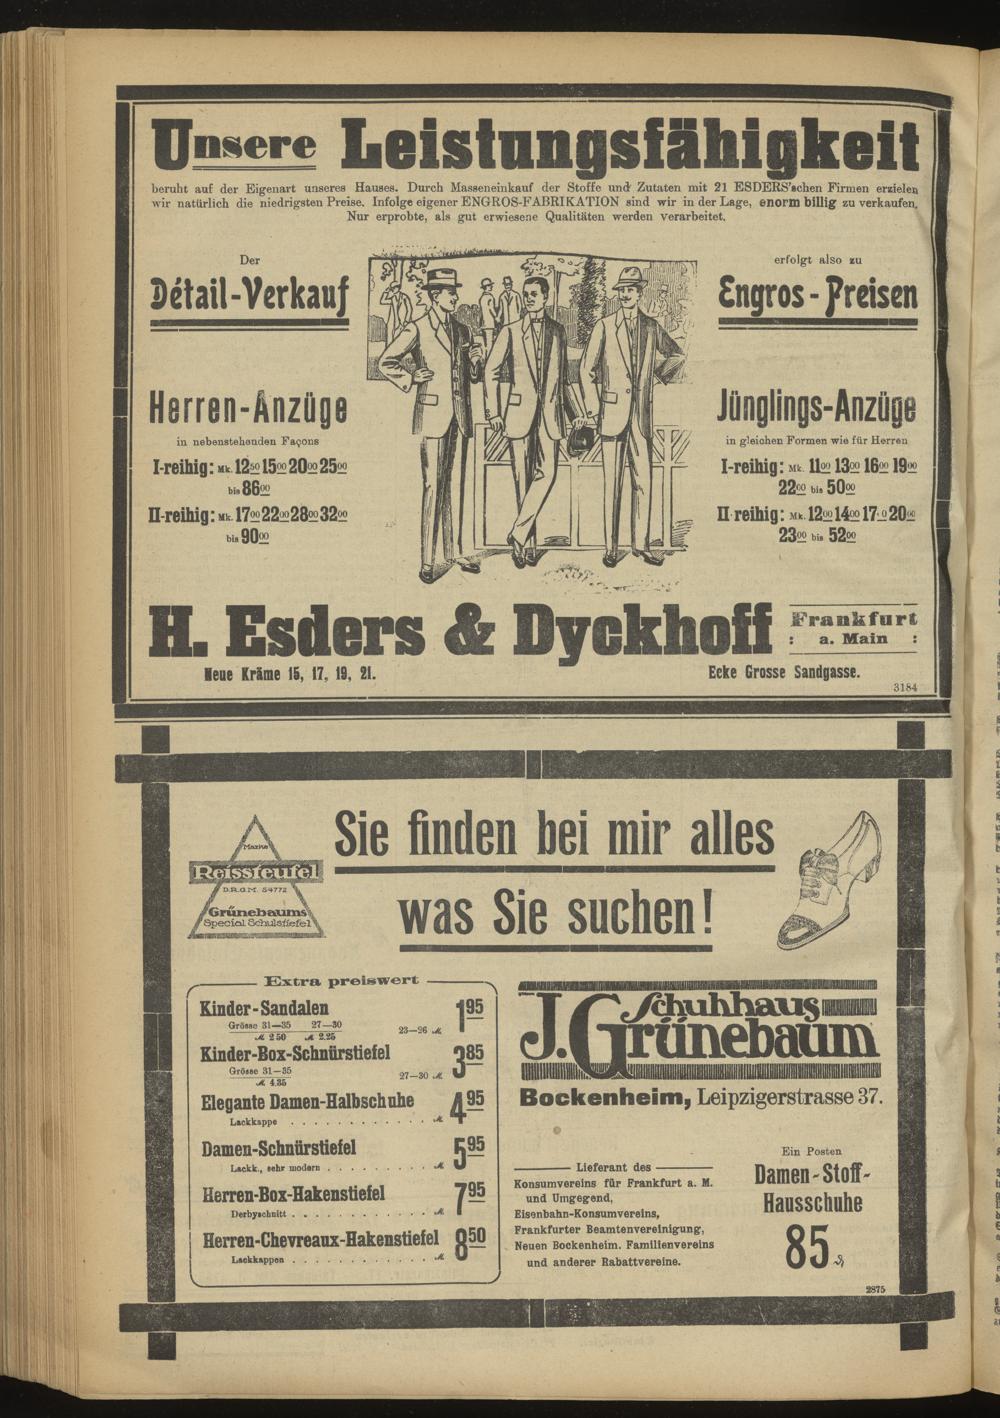 Unsere Leistungsfähigkeit
beruht auf der Eigenart unseres Hauses. Durch Masseneinkauf der Stoffe und Zutaten mit 21 ESDERS'schen Firmen erzielen
wir natürlich die niedrigsten Preise. Infolge eigener ENGROS-FABRIKATION sind wir in der Lage, enorm billig zu verkaufen.
Nur erprobte, als gut erwiesene Qualitäten werden verarbeitet.
Der
Détail-Verkauf
erfolgt also zu
Engros-Preisen
Herren-Anzüge
in nebenstehenden Façons
I-reihig: Mk. 12 50 15 00 20 00 25 00
bis 86 00
II-reihig: Mk. 17 00 22 00 28 00 32 00
bis 90 00
Jünglings-Anzüge
in gleichen Formen wie für Herren
I-reihig: Mk. 11 00 13 00 16 00 19 00
22 00 bis 50 00
II-reihig: Mk. 12 00 14 00 17 0 20 00
23 00 bis 52 00
H. Esders & Dyckhoff
Frankfurt
: a. Main :
Neue Kräme 15, 17, 19, 21.
Ecke Grosse Sandgasse.
3184
Sie finden bei mir alles
was Sie suchen!
Marke
Reissteufel
D.R.G.M. 54772
Grünebaums
Special Schulstiefel
Extra preiswert
Kinder-Sandalen
Grösse 31—35 27—30
M 2 50 M 2.25
23—26 M 1 95
Kinder-Box-Schnürstiefel
Grösse 31—35
M 4.35
27—30 M 3 85
Elegante Damen-Halbschuhe
Lackkappe . . . . . . . . . . . . M 4 95
Damen-Schnürstiefel
Lackk., sehr modern . . . . . . . . . M 5 95
Herren-Box-Hakenstiefel
Derbyschnitt . . . . . . . . . . . M 7 95
Herren-Chevreaux-Hakenstiefel
Lackkappen . . . . . . . . . . . M 8 50
Schuhhaus
J. Grünebaum
Bockenheim, Leipzigerstrasse 37.
Lieferant des
Konsumvereins für Frankfurt a. M.
und Umgegend,
Eisenbahn-Konsumvereins,
Frankfurter Beamtenvereinigung,
Neuen Bockenheim. Familienvereins
und anderer Rabattvereine.
Ein Posten
Damen-Stoff-
Hausschuhe
85 ₰
2875